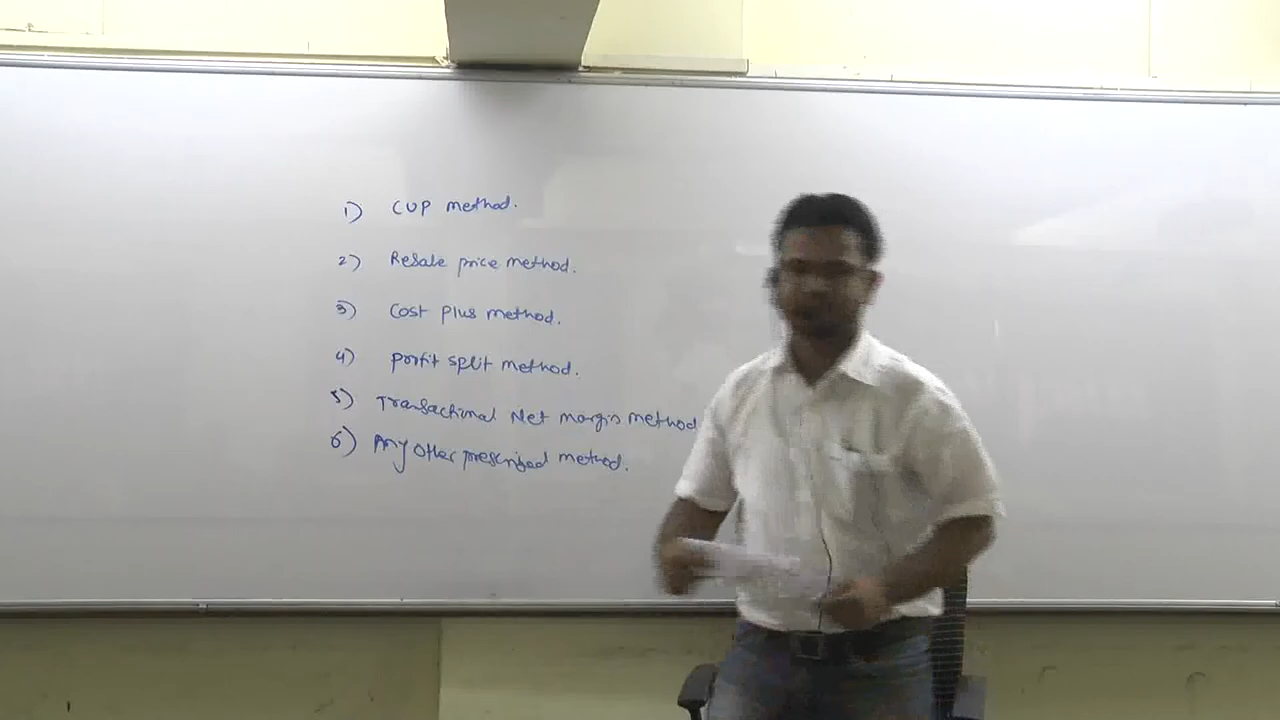 1) CUP method.
2) Resale price method.
3) Cost plus method.
4) profit split method.
5) Transactional Net margin method
6) Any other prescribed method.